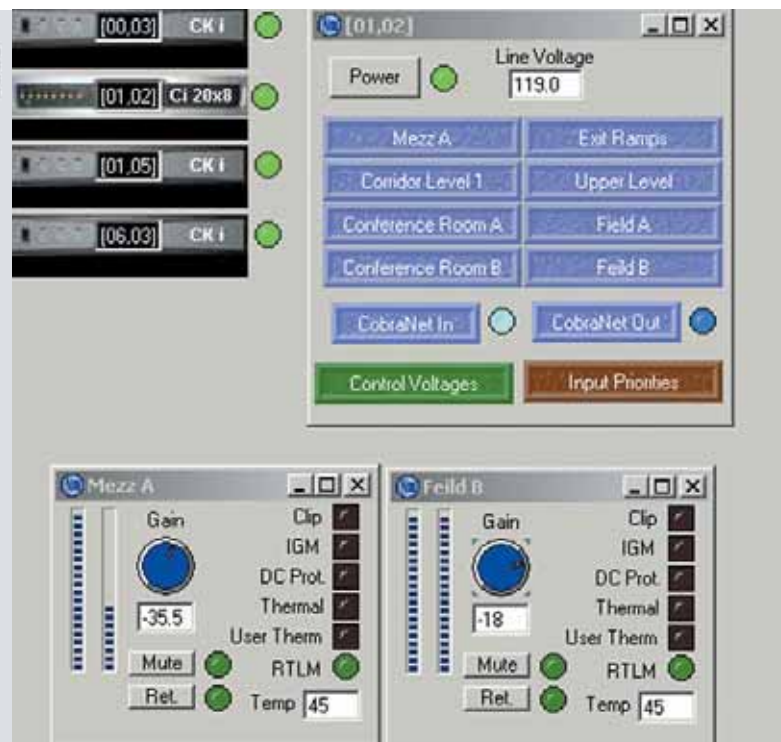 [00,03] CK i
[01,02] Ci 20x8
[01,05] CK i
[06,03] CK i
[01,02]
Power
Line Voltage
119.0
Mezz A
Exit Ramps
Corridor Level 1
Upper Level
Conference Room A
Field A
Conference Room B
Feild B
CobraNet In
CobraNet Out
Control Voltages
Input Priorities
Mezz A
Gain
-35.5
Clip
IGM
DC Prot.
Thermal
User Therm
Mute
RTLM
Ret.
Temp 45
Feild B
Gain
-18
Clip
IGM
DC Prot.
Thermal
User Therm
Mute
RTLM
Ret.
Temp 45